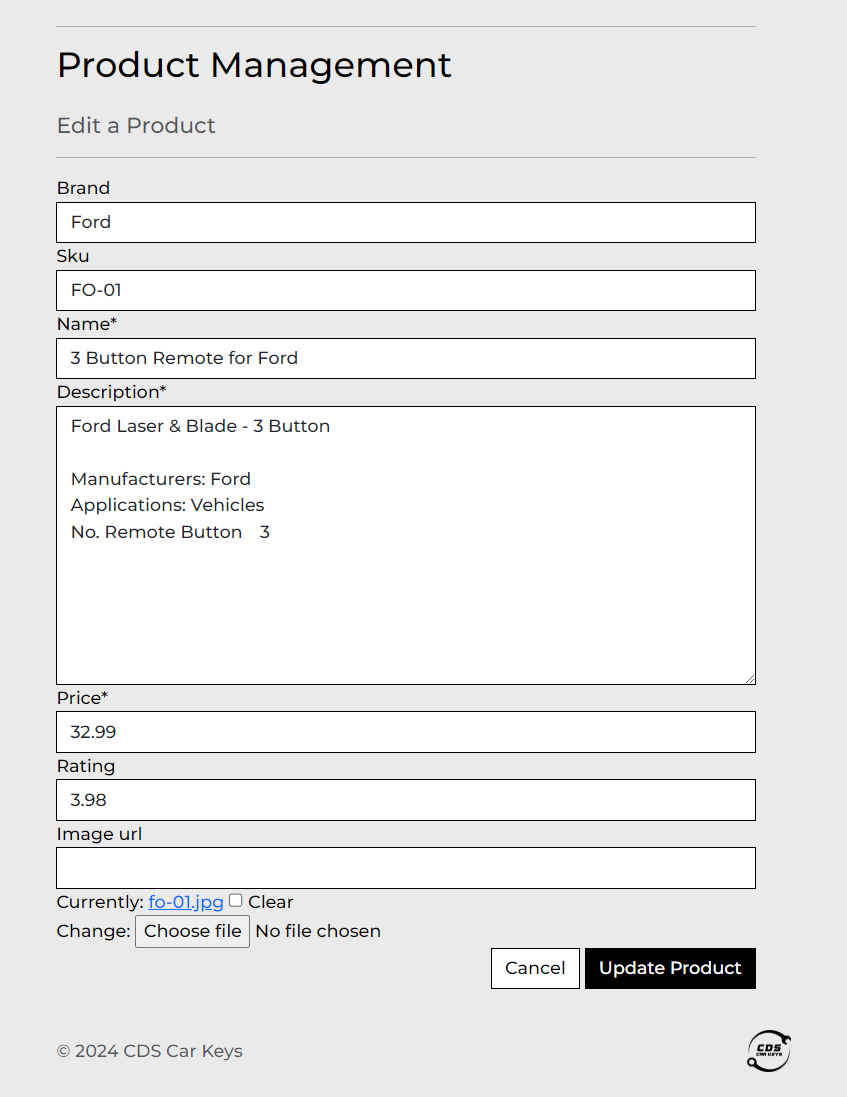 Product Management
Edit a Product
Brand
Ford
Sku
FO-01
Name*
3 Button Remote for Ford
Description*
Ford Laser & Blade - 3 Button
Manufacturers: Ford
Applications: Vehicles
No. Remote Button 3
Price*
32.99
Rating
3.98
Image url
Currently: fo-01.jpg Clear
Change: Choose file No file chosen
Cancel Update Product
© 2024 CDS Car Keys
CDS
CAR KEYS